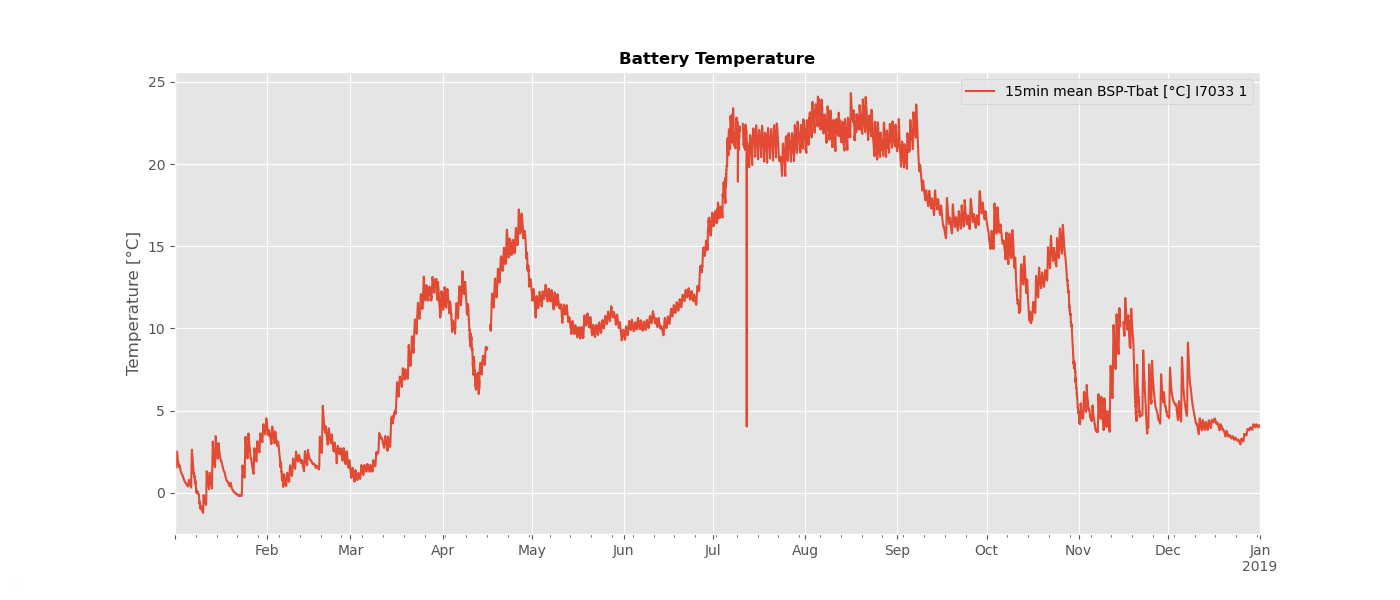 Battery Temperature
15min mean BSP-Tbat [°C] I7033 1
Temperature [°C]
25
20
15
10
5
0
Feb
Mar
Apr
May
Jun
Jul
Aug
Sep
Oct
Nov
Dec
Jan
2019